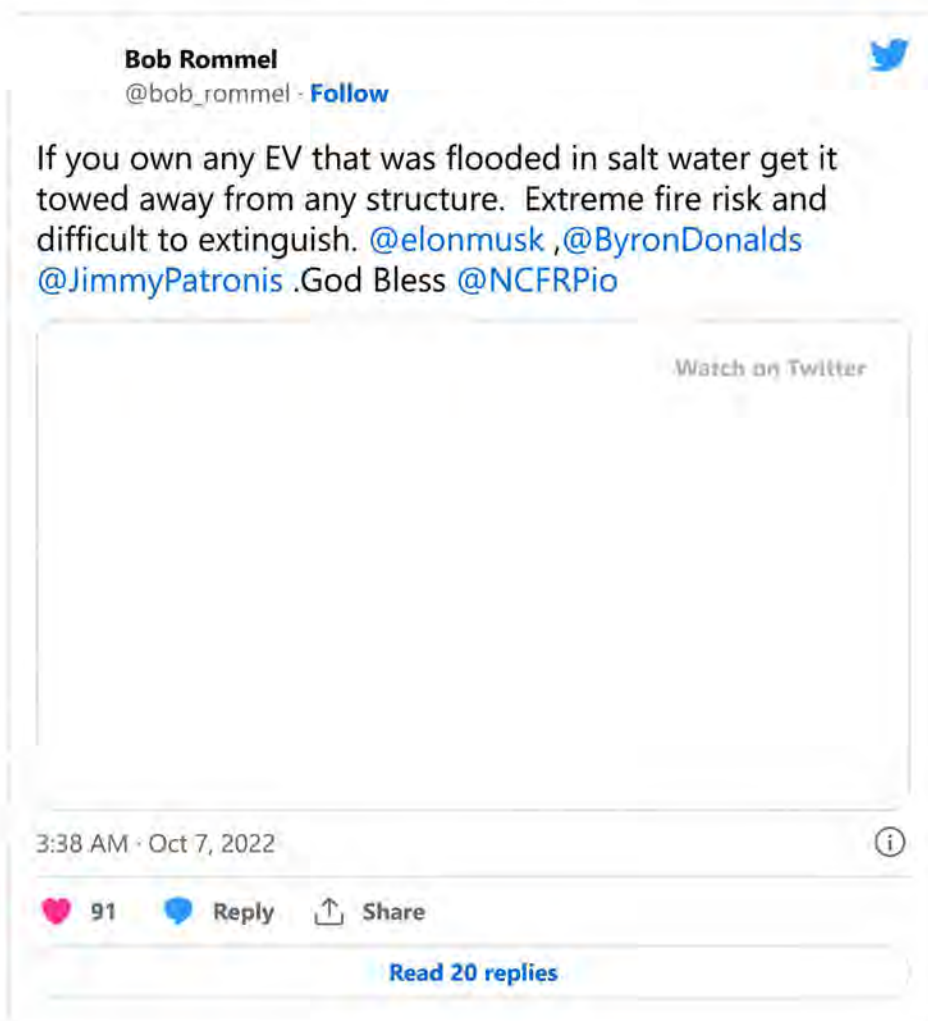 Bob Rommel
@bob_rommel · Follow
If you own any EV that was flooded in salt water get it
towed away from any structure.  Extreme fire risk and
difficult to extinguish. @elonmusk ,@ByronDonalds
@JimmyPatronis .God Bless @NCFRPio
Watch on Twitter
3:38 AM · Oct 7, 2022
91 Reply Share
Read 20 replies